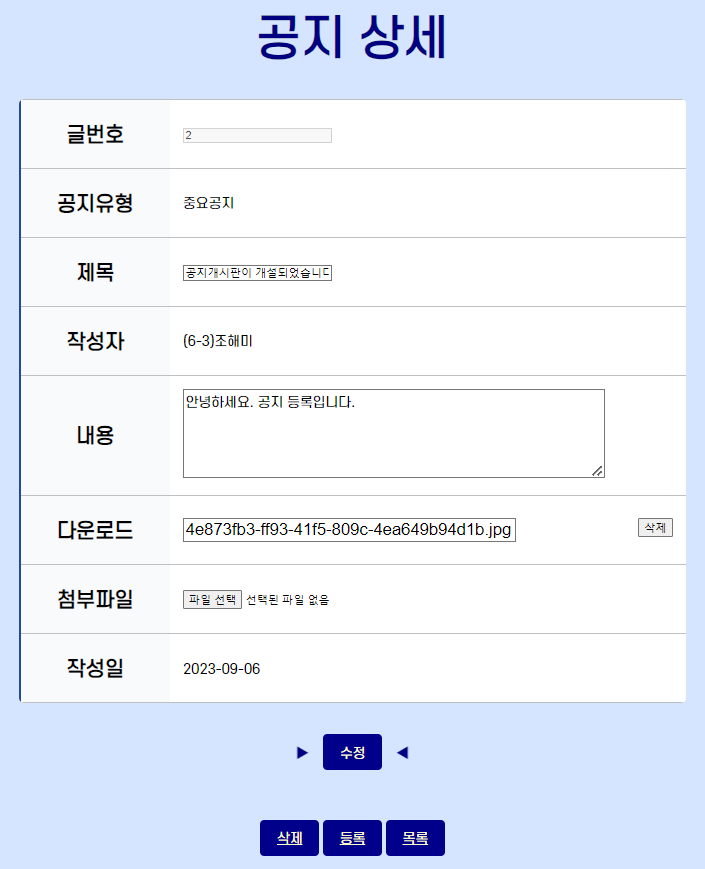 공지 상세
글번호 2
공지유형 중요공지
제목 공지개시판이 개설되었습니다
작성자 (6-3)조해미
내용 안녕하세요. 공지 등록입니다.
다운로드 4e873fb3-ff93-41f5-809c-4ea649b94d1b.jpg 삭제
첨부파일 파일 선택 선택된 파일 없음
작성일 2023-09-06
▶ 수정 ◀
삭제 등록 목록